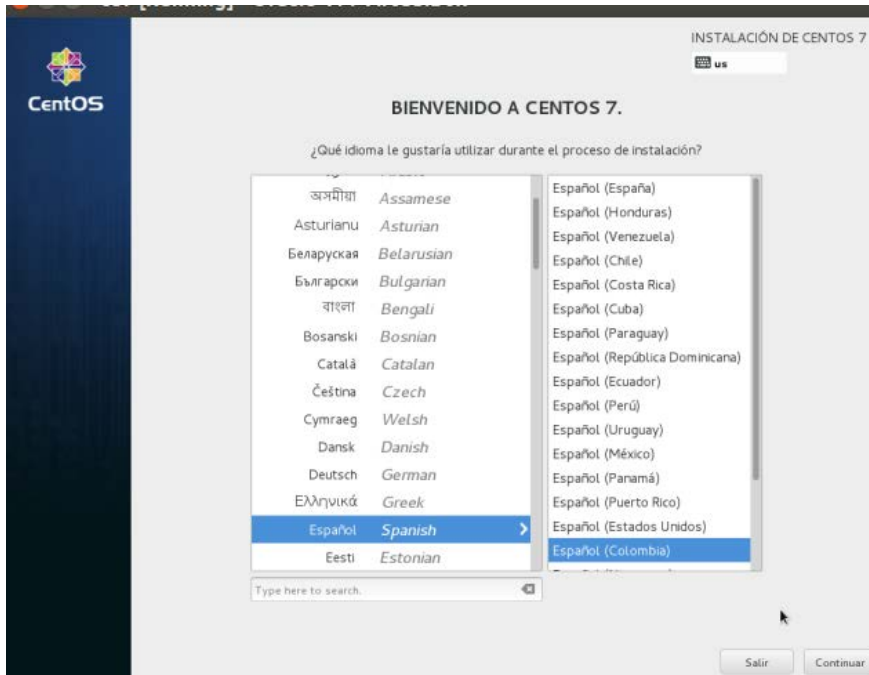 INSTALACIÓN DE CENTOS 7
us
CentOS
BIENVENIDO A CENTOS 7.
¿Qué idioma le gustaría utilizar durante el proceso de instalación?
অসমীয়া Assamese
Asturianu Asturian
Беларуская Belarusian
Български Bulgarian
বাংলা Bengali
Bosanski Bosnian
Català Catalan
Čeština Czech
Cymraeg Welsh
Dansk Danish
Deutsch German
Ελληνικά Greek
Español Spanish
Eesti Estonian
Type here to search.
Español (España)
Español (Honduras)
Español (Venezuela)
Español (Chile)
Español (Costa Rica)
Español (Cuba)
Español (Paraguay)
Español (República Dominicana)
Español (Ecuador)
Español (Perú)
Español (Uruguay)
Español (México)
Español (Panamá)
Español (Puerto Rico)
Español (Estados Unidos)
Español (Colombia)
Salir
Continuar